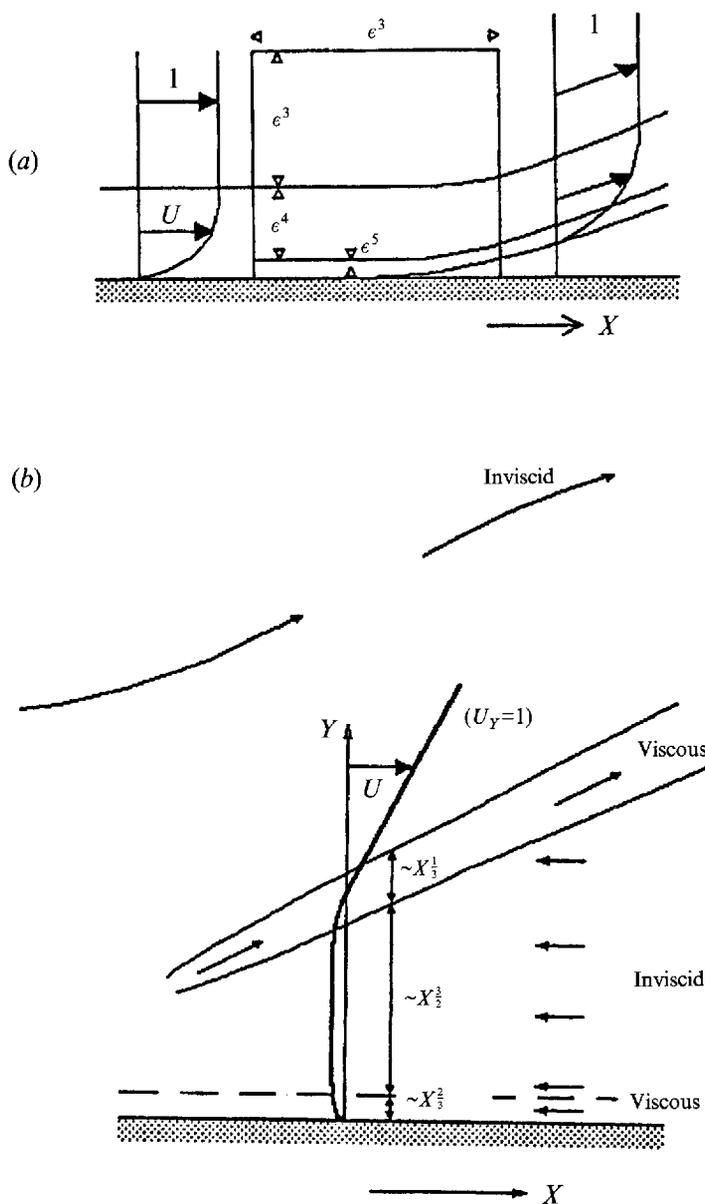 (a)
ϵ³
1
1
ϵ³
U
ϵ⁴
ϵ⁵
X
(b)
Inviscid
Y
(U_Y=1)
U
Viscous
~X^{1/3}
~X^{3/2}
Inviscid
~X^{2/3}
Viscous
X